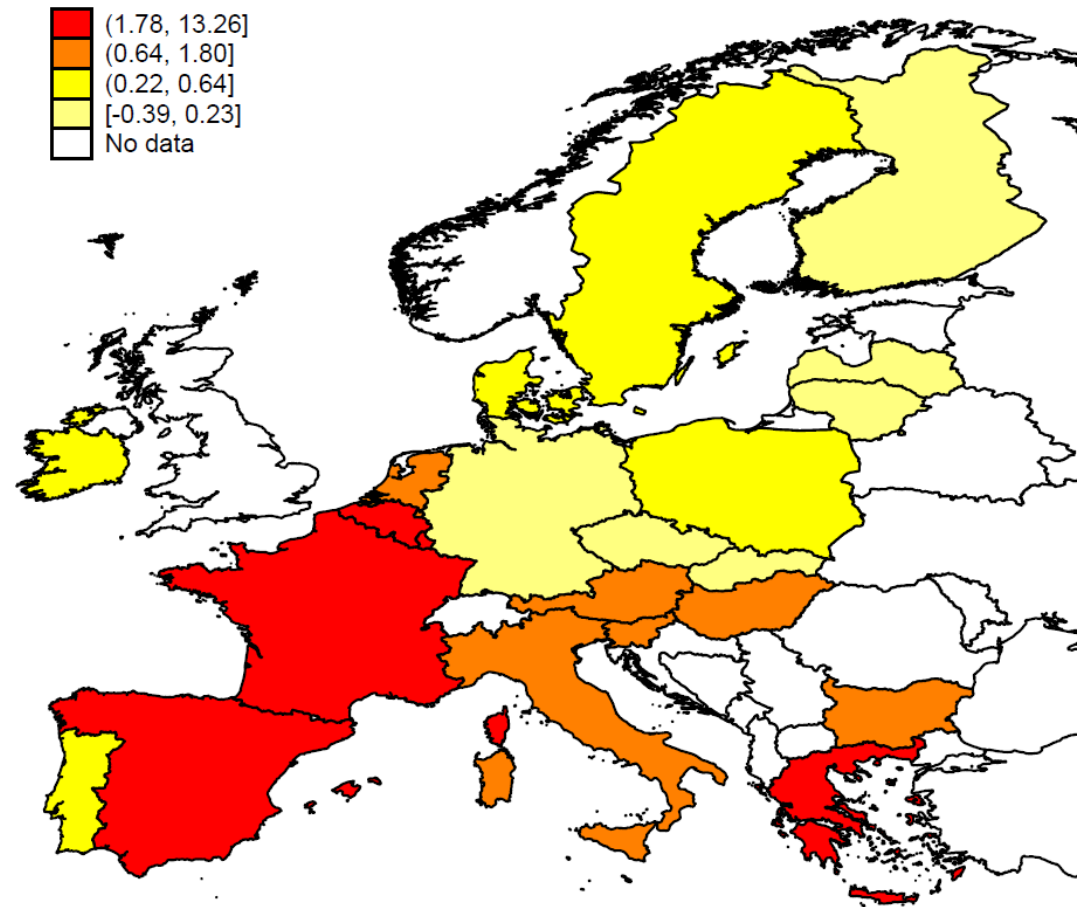 (1.78, 13.26]
(0.64, 1.80]
(0.22, 0.64]
[-0.39, 0.23]
No data